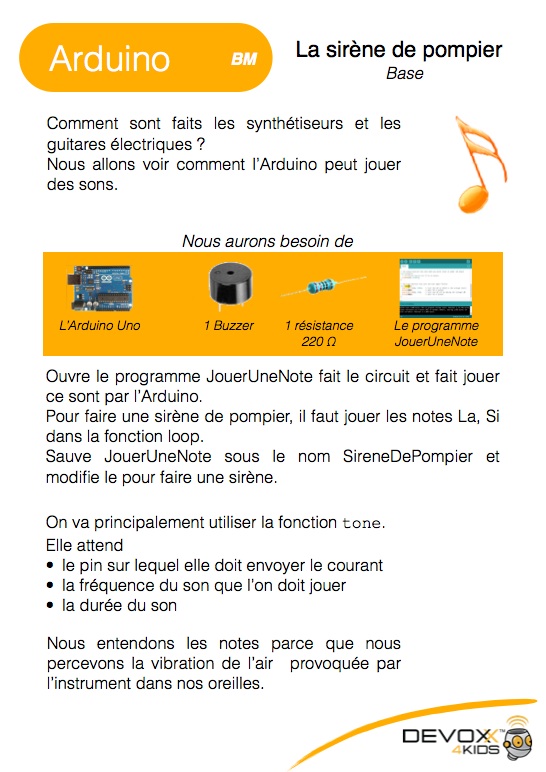 Arduino
BM
La sirène de pompier
Base
Comment sont faits les synthétiseurs et les
guitares électriques ?
Nous allons voir comment l'Arduino peut jouer
des sons.
Nous aurons besoin de
L'Arduino Uno
1 Buzzer
1 résistance
220 Ω
Le programme
JouerUneNote
Ouvre le programme JouerUneNote fait le circuit et fait jouer
ce sont par l'Arduino.
Pour faire une sirène de pompier, il faut jouer les notes La, Si
dans la fonction loop.
Sauve JouerUneNote sous le nom SireneDePompier et
modifie le pour faire une sirène.
On va principalement utiliser la fonction tone.
Elle attend
• le pin sur lequel elle doit envoyer le courant
• la fréquence du son que l'on doit jouer
• la durée du son
Nous entendons les notes parce que nous
percevons la vibration de l'air provoquée par
l'instrument dans nos oreilles.
DEVOXX™
4KIDS